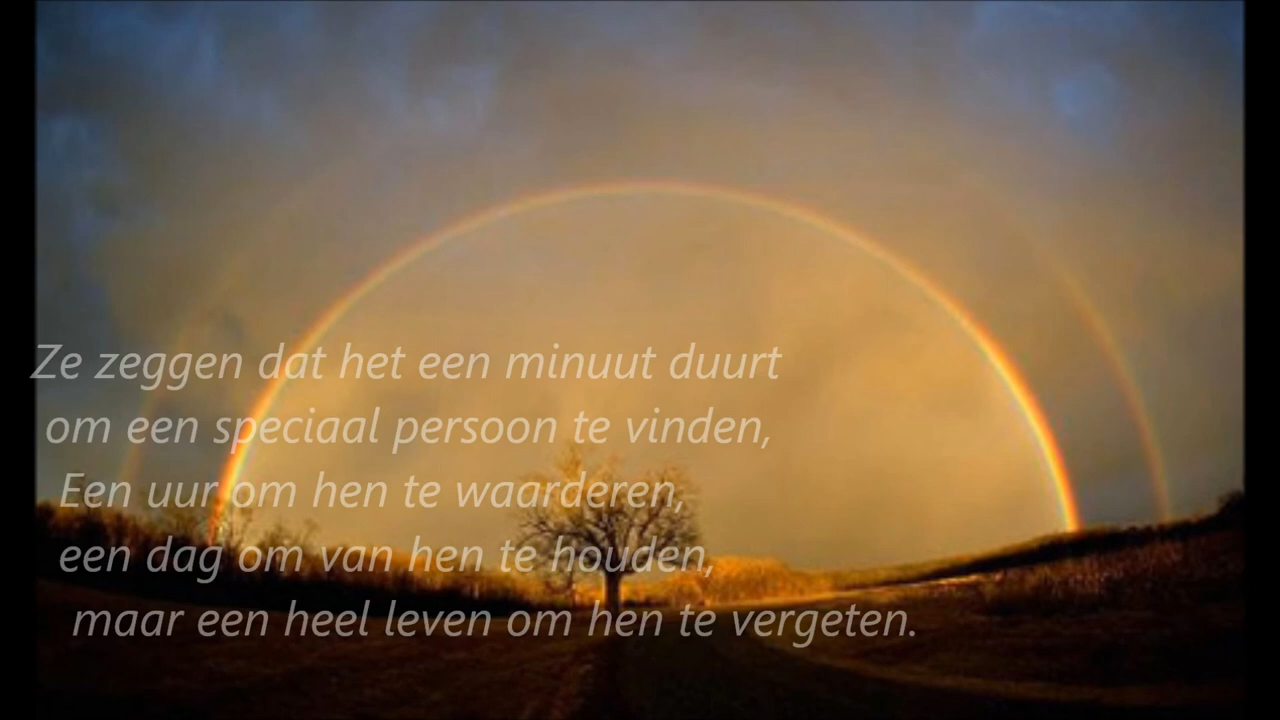 Ze zeggen dat het een minuut duurt
om een speciaal persoon te vinden,
Een uur om hen te waarderen,
een dag om van hen te houden,
maar een heel leven om hen te vergeten.